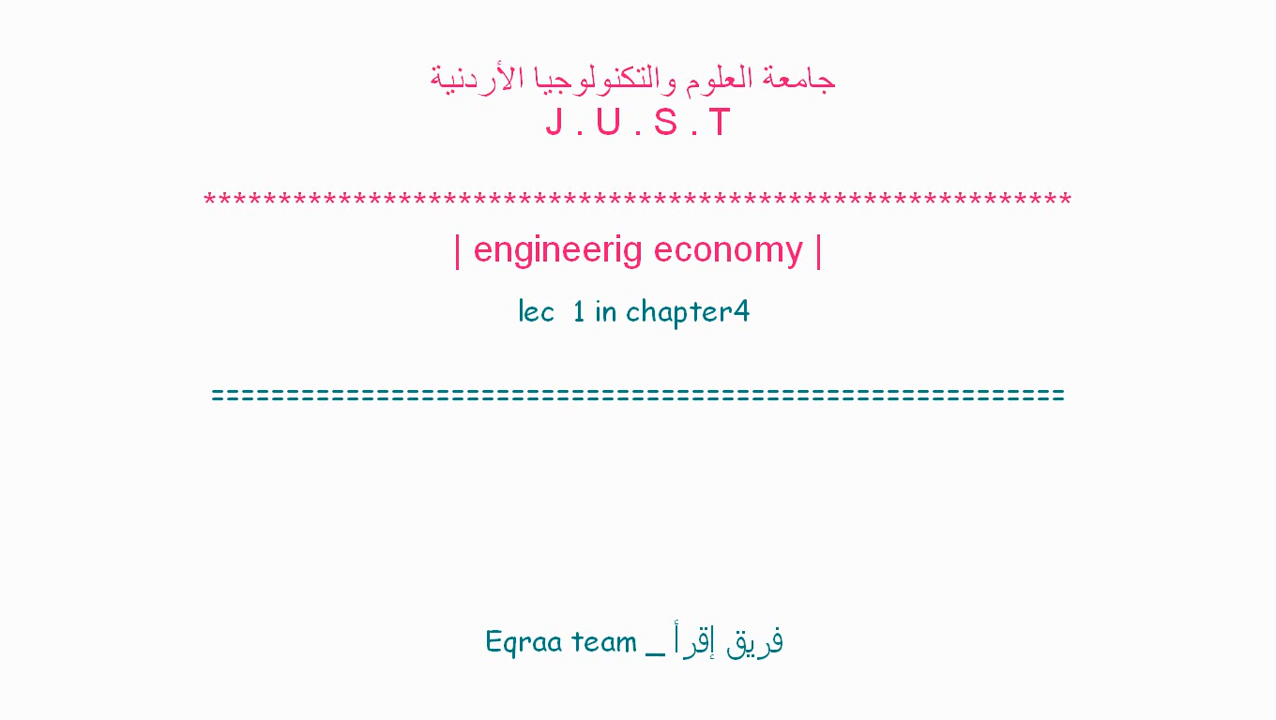 جامعة العلوم والتكنولوجيا الأردنية
J . U . S . T
**********************************************************
| engineerig economy |
lec 1 in chapter4
=========================================================
Eqraa team _ فريق إقرأ